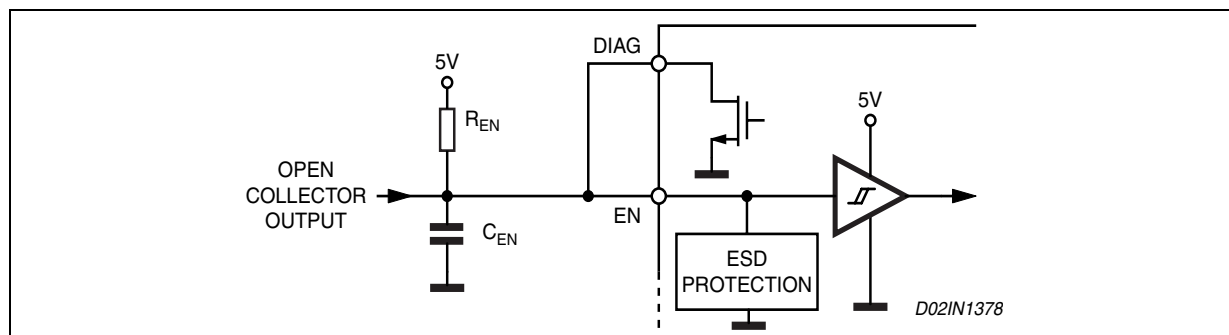 DIAG
5V
5V
R_EN
OPEN
COLLECTOR
OUTPUT
EN
C_EN
ESD
PROTECTION
D02IN1378